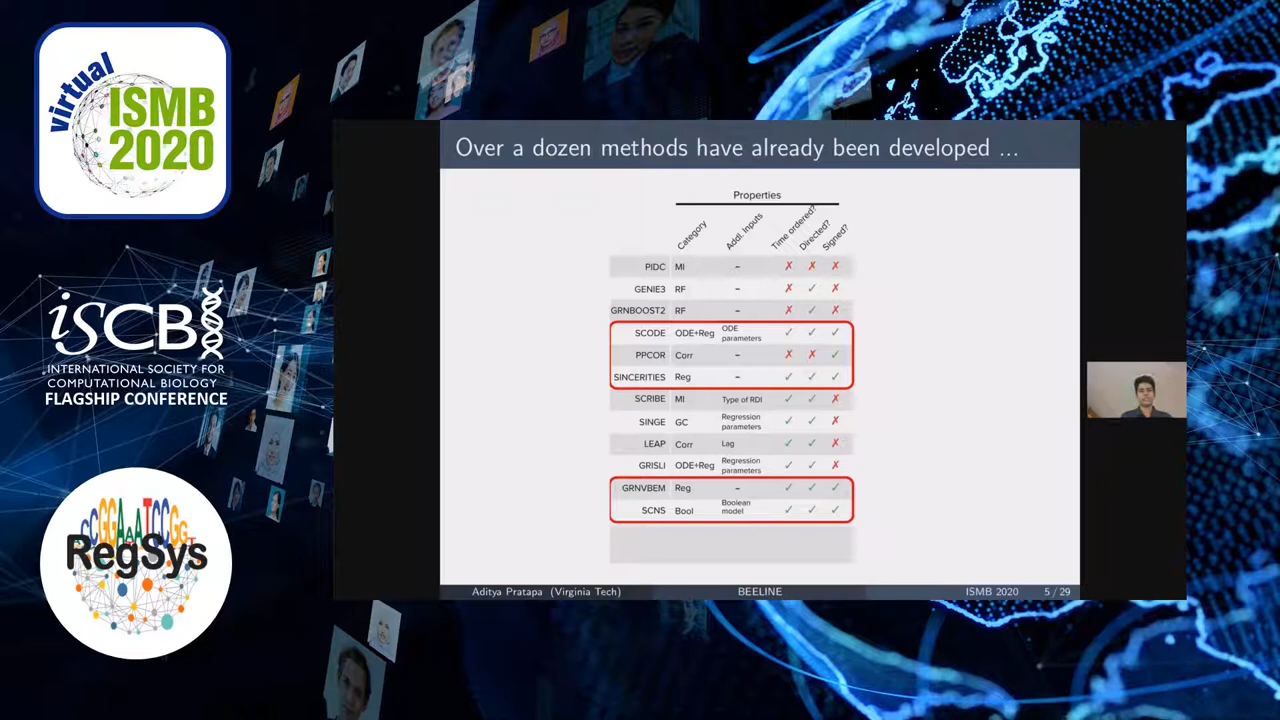 virtual
ISMB
2020
iSCB
INTERNATIONAL SOCIETY FOR
COMPUTATIONAL BIOLOGY
FLAGSHIP CONFERENCE
RegSys
Over a dozen methods have already been developed ...
Properties
Category Addl. Inputs Time ordered? Directed? Signed?
PIDC MI – ✗ ✗ ✗
GENIE3 RF – ✗ ✓ ✗
GRNBOOST2 RF – ✗ ✓ ✗
SCODE ODE+Reg ODE parameters ✓ ✓ ✓
PPCOR Corr – ✗ ✗ ✓
SINCERITIES Reg – ✓ ✓ ✓
SCRIBE MI Type of RDI ✓ ✓ ✗
SINGE GC Regression parameters ✓ ✓ ✗
LEAP Corr Lag ✓ ✓ ✗
GRISLI ODE+Reg Regression parameters ✓ ✓ ✗
GRNVBEM Reg – ✓ ✓ ✓
SCNS Bool Boolean model ✓ ✓ ✓
Aditya Pratapa (Virginia Tech) BEELINE ISMB 2020 5 / 29